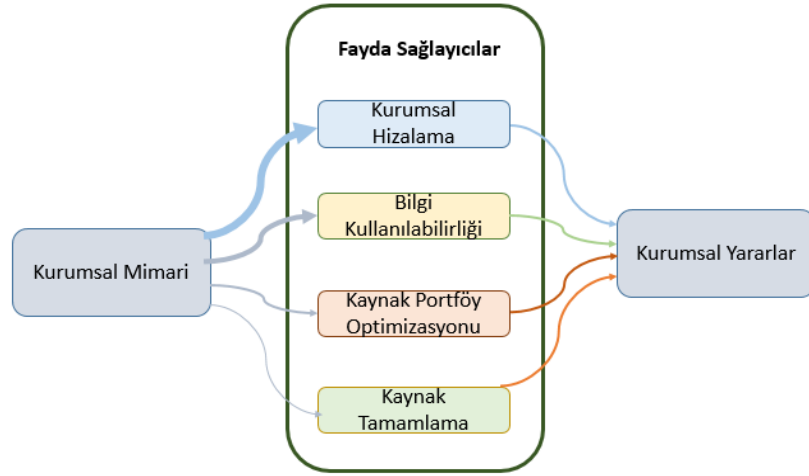 Fayda Sağlayıcılar
Kurumsal
Hizalama
Bilgi
Kullanılabilirliği
Kurumsal Mimari
Kurumsal Yararlar
Kaynak Portföy
Optimizasyonu
Kaynak
Tamamlama